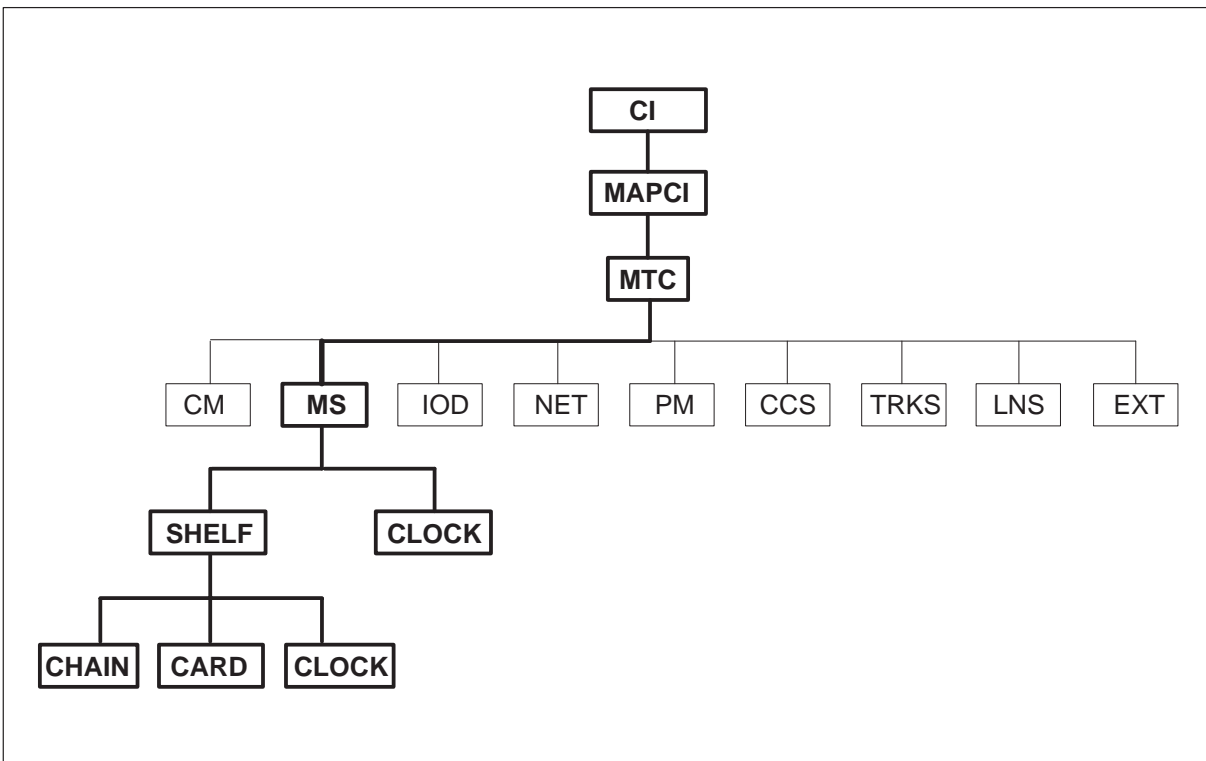 CI
MAPCI
MTC
CM MS IOD NET PM CCS TRKS LNS EXT
SHELF CLOCK
CHAIN CARD CLOCK